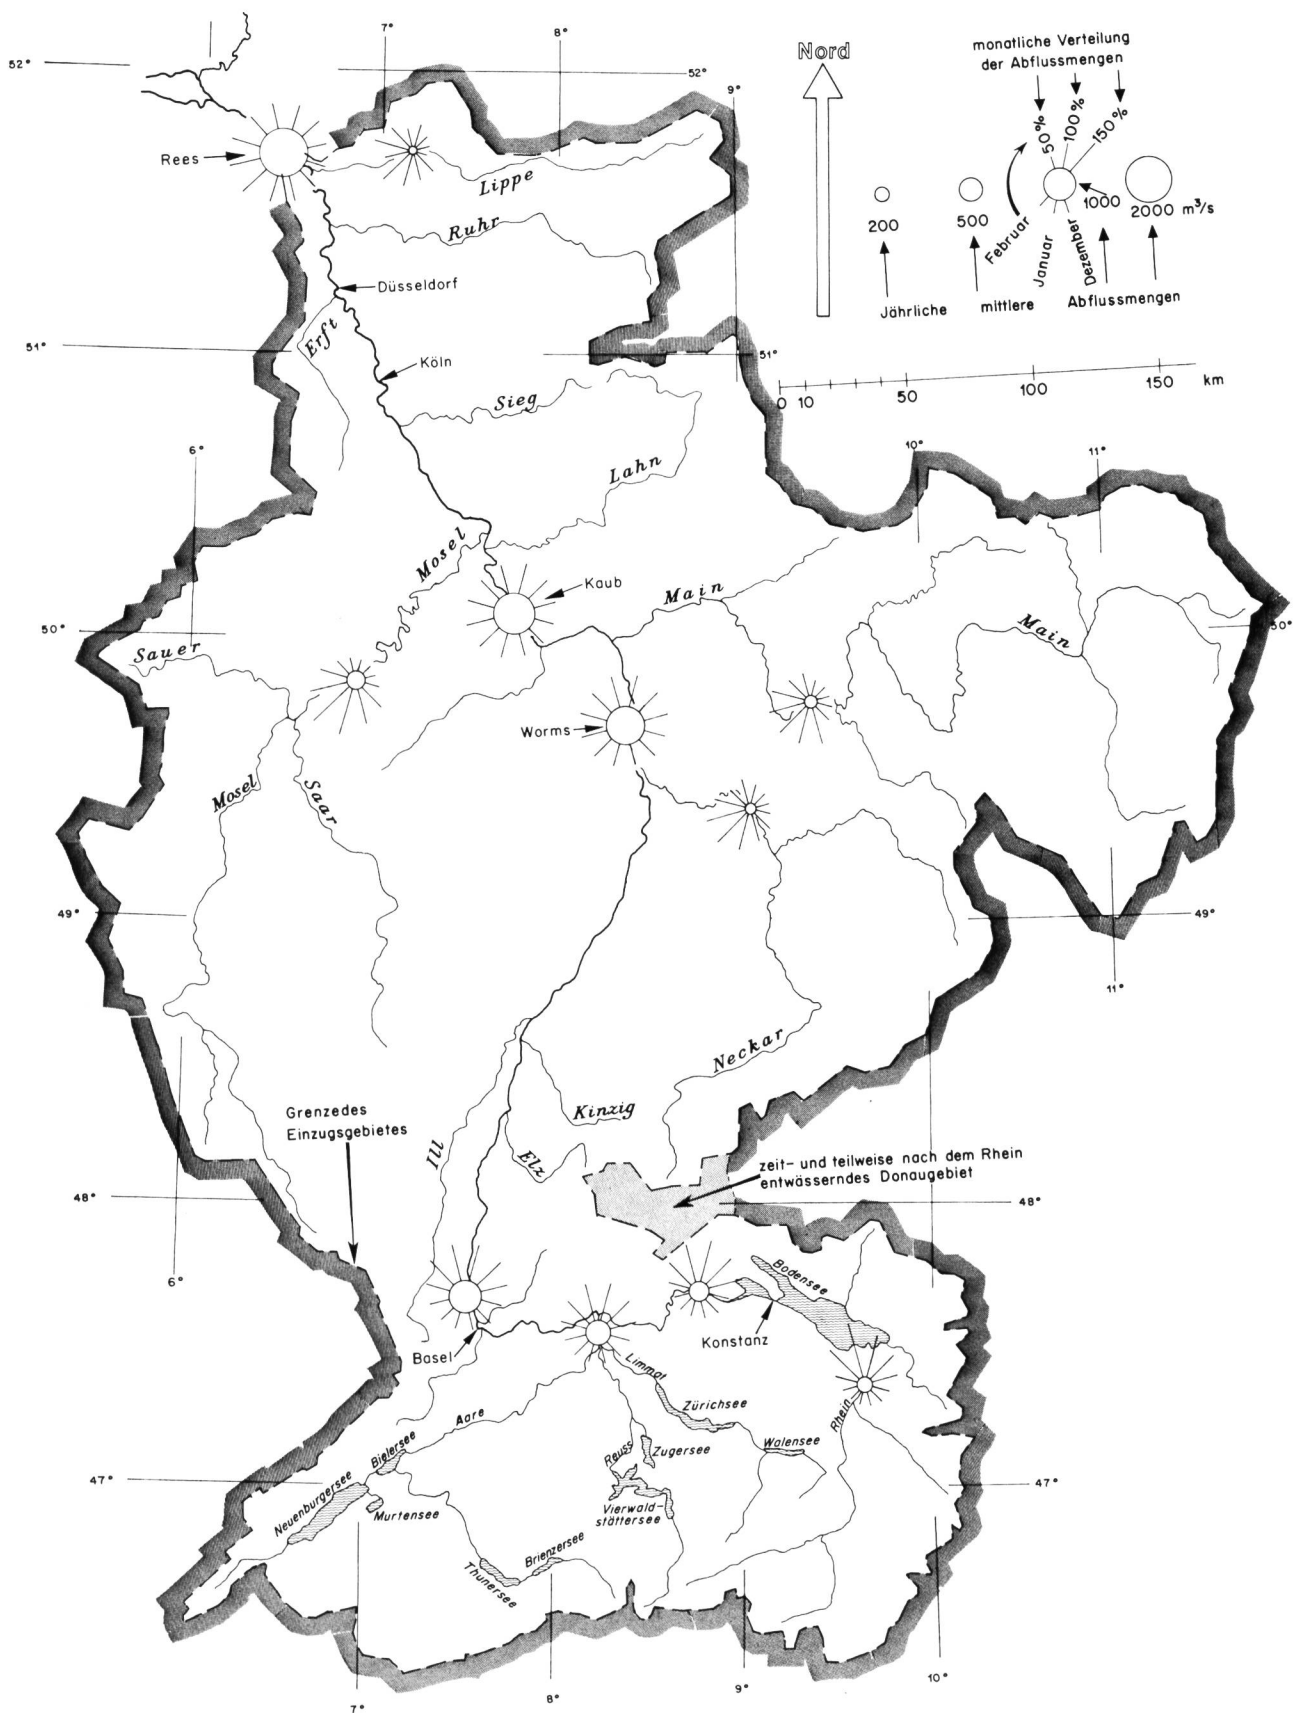 7°
8°
52°
52°
9°
Nord
monatliche Verteilung
der Abflussmengen
50%
100%
150%
Rees
Lippe
Ruhr
200
500
1000
2000 m³/s
Februar
Januar
Dezember
Jährliche mittlere Abflussmengen
Düsseldorf
Erft
51°
51°
Köln
0 10 50 100 150 km
Sieg
6°
10°
11°
Lahn
Mosel
Kaub
Main
Main
50°
50°
Sauer
Worms
Mosel
Saar
49°
49°
11°
Neckar
Kinzig
Grenzedes
Einzugsgebietes
Ill
Elz
zeit- und teilweise nach dem Rhein
entwässerndes Donaugebiet
48°
48°
6°
Bodensee
Konstanz
Basel
Limmat
Zürichsee
Rhein
Aare
Bielersee
Reuss
Zugersee
Walensee
47°
47°
Neuenburgersee
Murtensee
Vierwald-
stättersee
Brienzersee
Thunersee
7°
8°
9°
10°